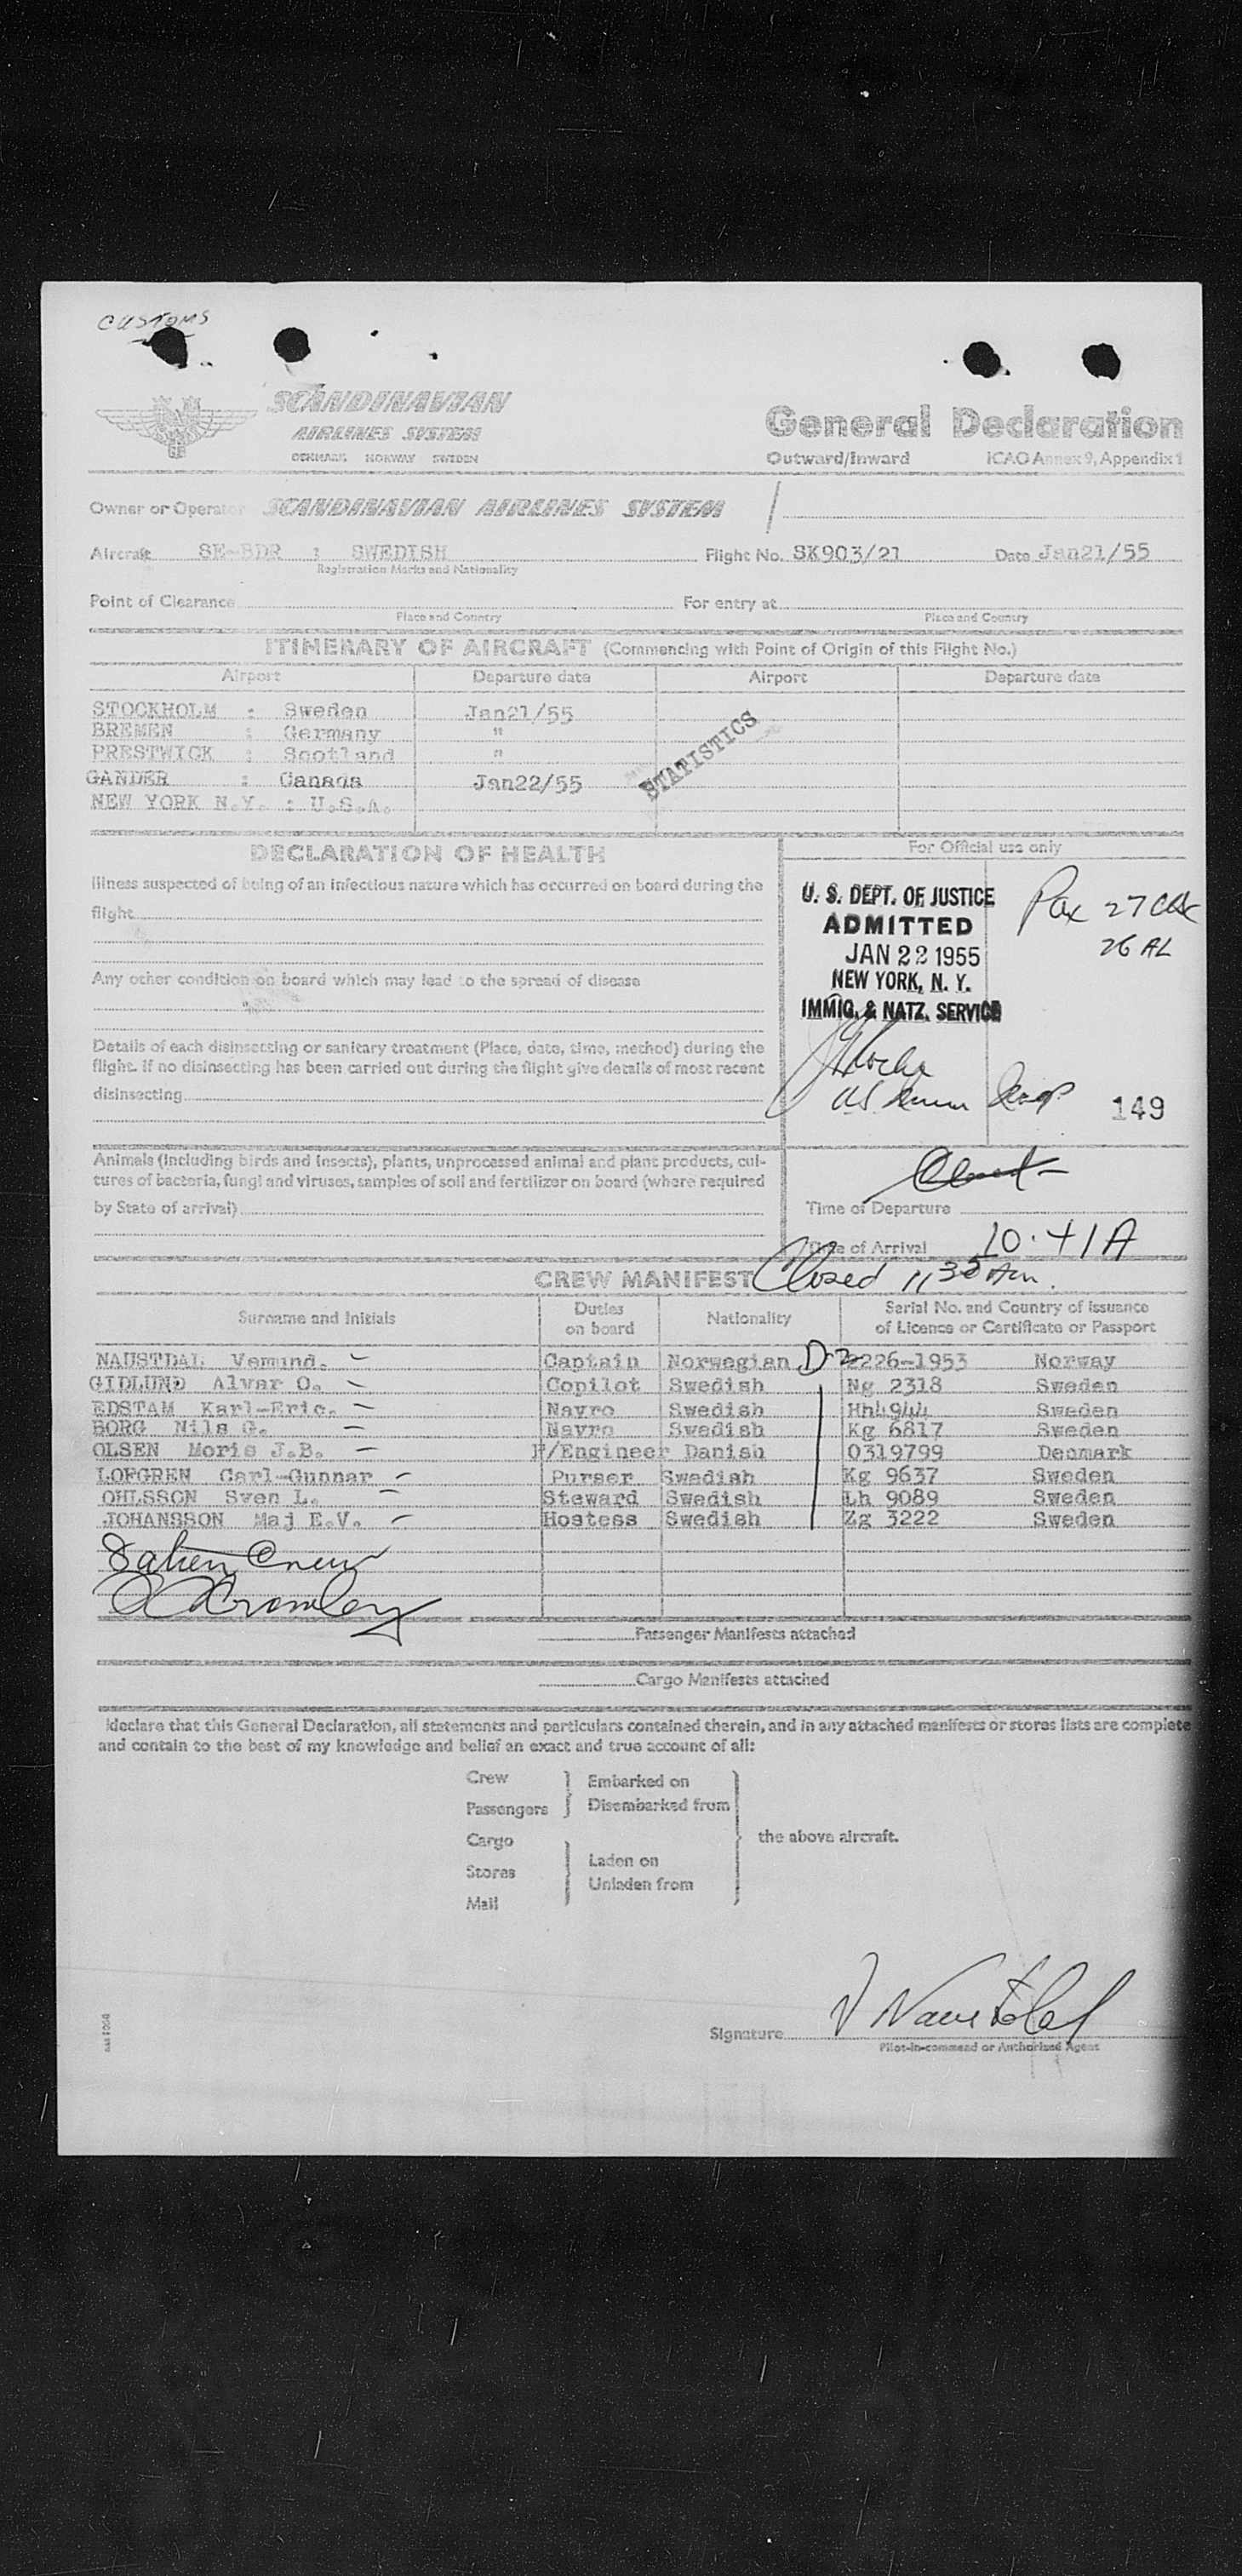 CUSTOMS
SCANDINAVIAN
AIRLINES SYSTEM
DENMARK NORWAY SWEDEN
General Declaration
Outward/Inward ICAO Annex 9, Appendix 1
Owner or Operator SCANDINAVIAN AIRLINES SYSTEM
Aircraft SE-BDR : SWEDISH Flight No. SK903/21 Date Jan21/55
Registration Marks and Nationality
Point of Clearance For entry at
Place and Country Place and Country
ITINERARY OF AIRCRAFT (Commencing with Point of Origin of this Flight No.)
Airport Departure date Airport Departure date
STOCKHOLM : Sweden Jan21/55
BREMEN : Germany "
PRESTWICK : Scotland "
GANDER : Canada Jan22/55
NEW YORK N.Y. : U.S.A.
STATISTICS
DECLARATION OF HEALTH
Illness suspected of being of an infectious nature which has occurred on board during the
flight
Any other condition on board which may lead to the spread of disease
Details of each disinsecting or sanitary treatment (Place, date, time, method) during the
flight. If no disinsecting has been carried out during the flight give details of most recent
disinsecting
Animals (including birds and insects), plants, unprocessed animal and plant products, cul-
tures of bacteria, fungi and viruses, samples of soil and fertilizer on board (where required
by State of arrival)
For Official use only
U. S. DEPT. OF JUSTICE
ADMITTED
JAN 22 1955
NEW YORK, N. Y.
IMMIG. & NATZ. SERVICE
Pax 27
26 AL
149
Closed
Time of Departure
Time of Arrival 10.41A
Closed 11 35 Am.
CREW MANIFEST
Surname and Initials Duties on board Nationality Serial No. and Country of Issuance of Licence or Certificate or Passport
NAUSTDAL Vemund. Captain Norwegian D-2 226-1953 Norway
GIDLUND Alvar O. Copilot Swedish Ng 2318 Sweden
EDSTAM Karl-Eric. Navro Swedish Hh4944 Sweden
BORG Nils G. Navro Swedish Kg 6817 Sweden
OLSEN Moris J.B. F/Engineer Danish 0319799 Denmark
LOFGREN Carl-Gunnar Purser Swedish Kg 9637 Sweden
OHLSSON Sven L. Steward Swedish Lh 9089 Sweden
JOHANSSON Maj E.V. Hostess Swedish Zg 3222 Sweden
8 alien Crew
Passenger Manifests attached
Cargo Manifests attached
I declare that this General Declaration, all statements and particulars contained therein, and in any attached manifests or stores lists are complete
and contain to the best of my knowledge and belief an exact and true account of all:
Crew
Passengers
Embarked on
Disembarked from
Cargo
Stores
Mail
Laden on
Unladen from
the above aircraft.
Signature V Naustdal
Pilot-in-command or Authorized Agent